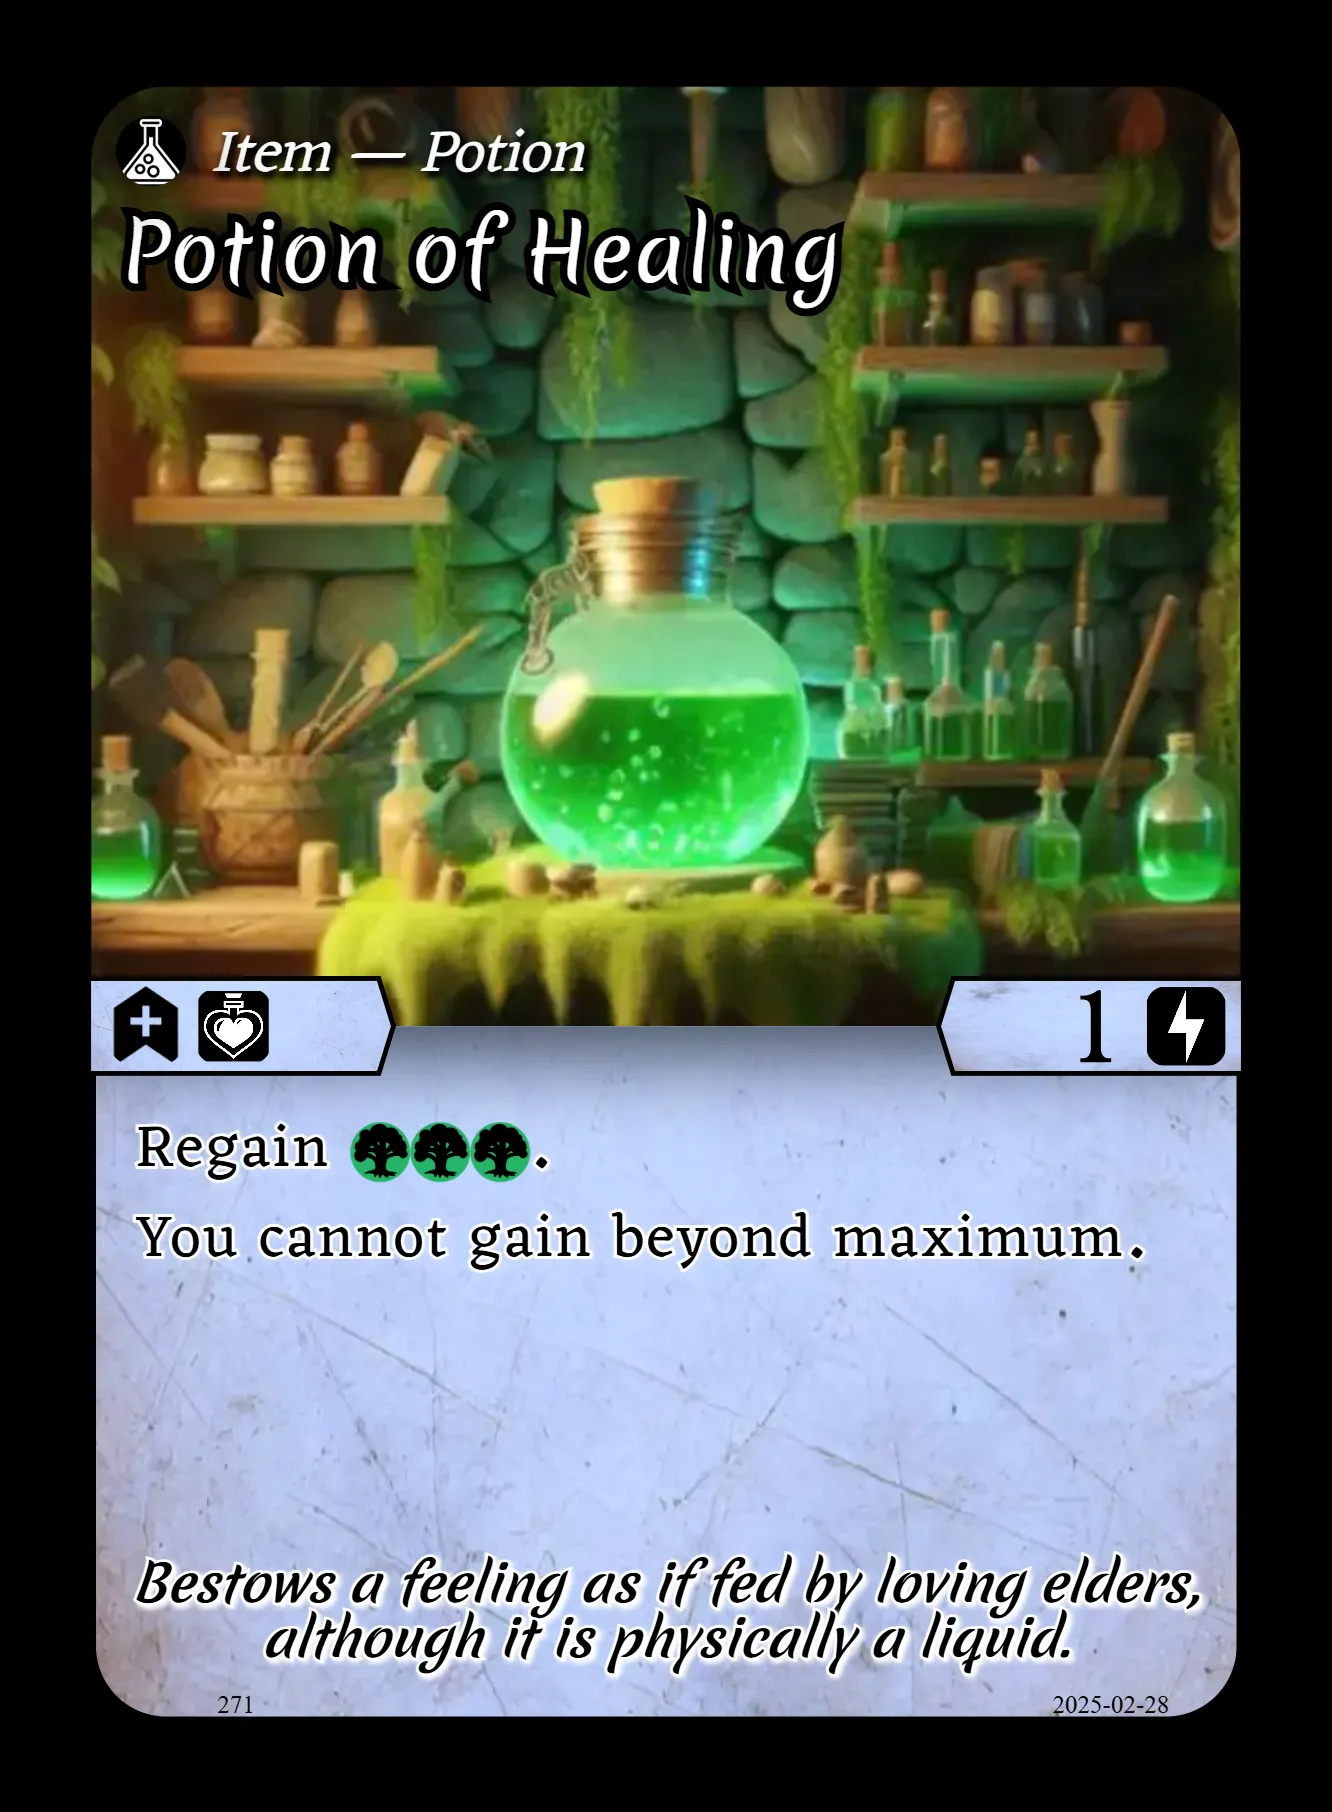 Item — Potion
Potion of Healing
1
Regain .
You cannot gain beyond maximum.
Bestows a feeling as if fed by loving elders,
although it is physically a liquid.
271
2025-02-28